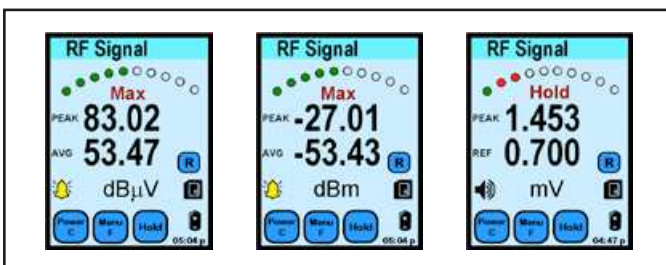 RF Signal
Max
PEAK 83.02
AVG 53.47
R
dBµV
Power C
Menu F
Hold
05:04 p
RF Signal
Max
PEAK -27.01
AVG -53.43
R
dBm
Power C
Menu F
Hold
05:04 p
RF Signal
Hold
PEAK 1.453
REF 0.700
R
mV
Power C
Menu F
Hold
04:47 p